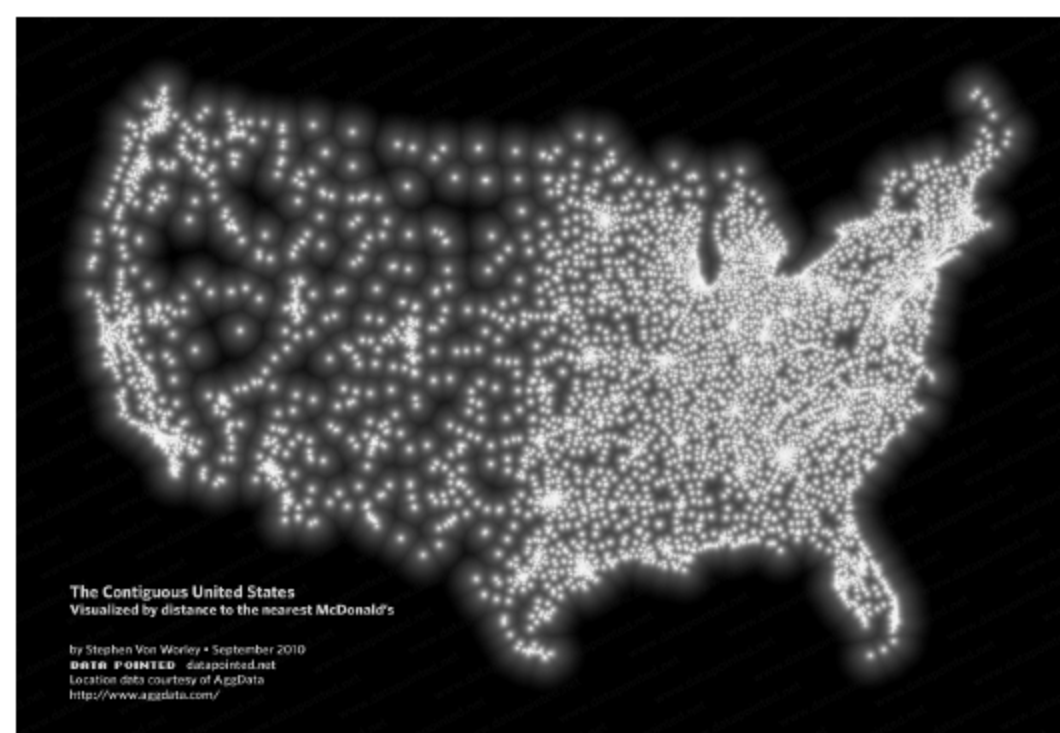 The Contiguous United States
Visualized by distance to the nearest McDonald's
by Stephen Von Worley • September 2010
DATA POINTED datapointed.net
Location data courtesy of AggData
http://www.aggdata.com/